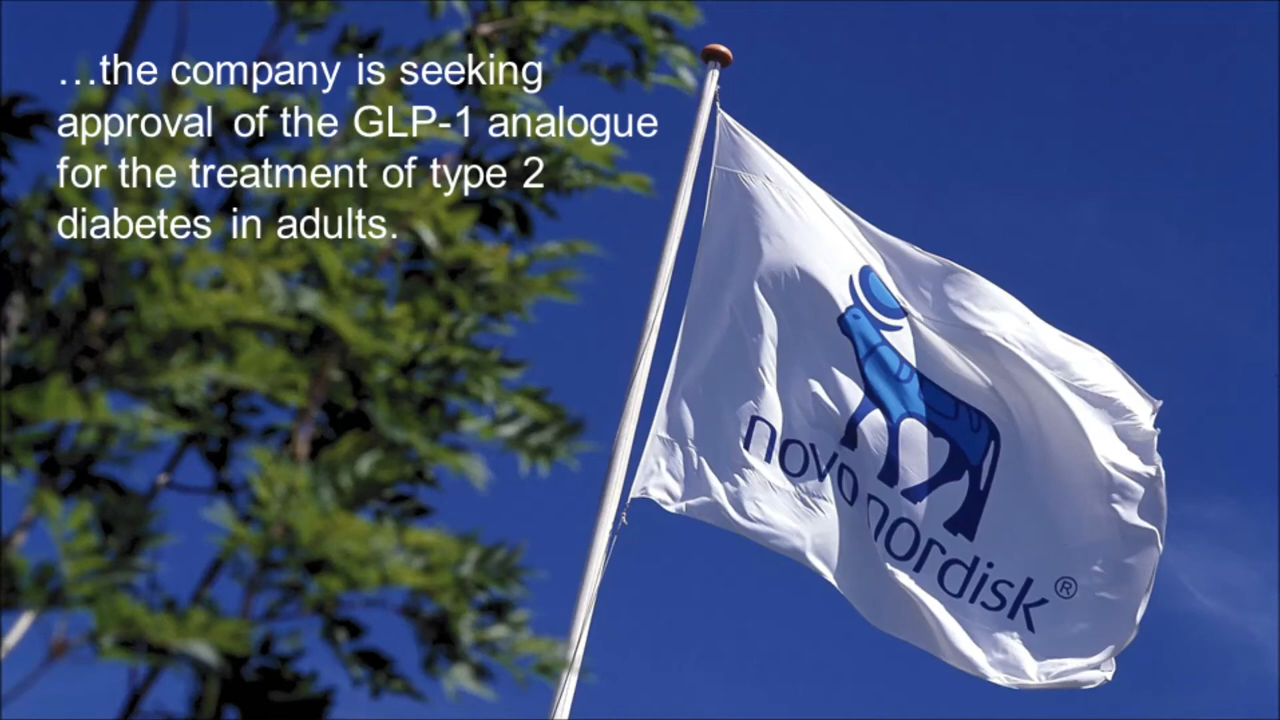 …the company is seeking
approval of the GLP-1 analogue
for the treatment of type 2
diabetes in adults.
novo nordisk®